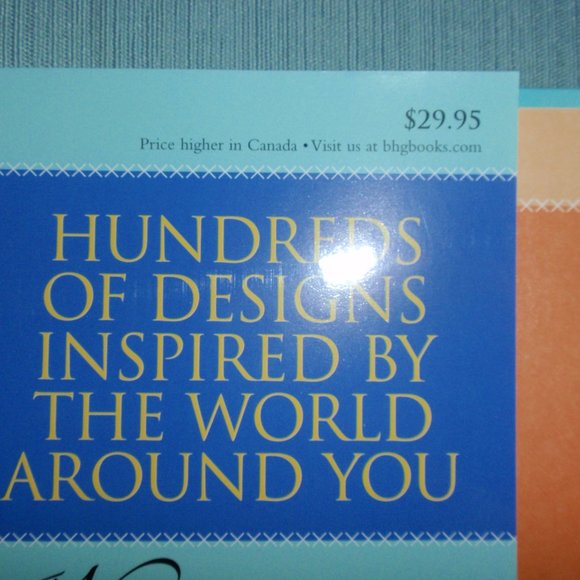 $29.95
Price higher in Canada • Visit us at bhgbooks.com
HUNDREDS
OF DESIGNS
INSPIRED BY
THE WORLD
AROUND YOU